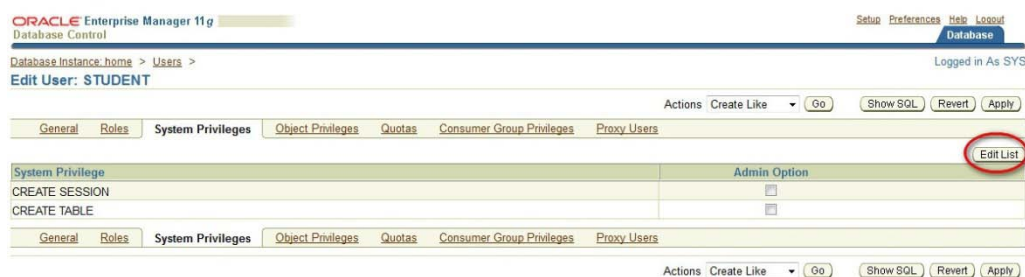 ORACLE Enterprise Manager 11g
Database Control
Setup Preferences Help Logout
Database
Database Instance: home > Users >
Logged in As SYS
Edit User: STUDENT
Actions Create Like Go Show SQL Revert Apply
General Roles System Privileges Object Privileges Quotas Consumer Group Privileges Proxy Users
Edit List
System Privilege Admin Option
CREATE SESSION
CREATE TABLE
General Roles System Privileges Object Privileges Quotas Consumer Group Privileges Proxy Users
Actions Create Like Go Show SQL Revert Apply